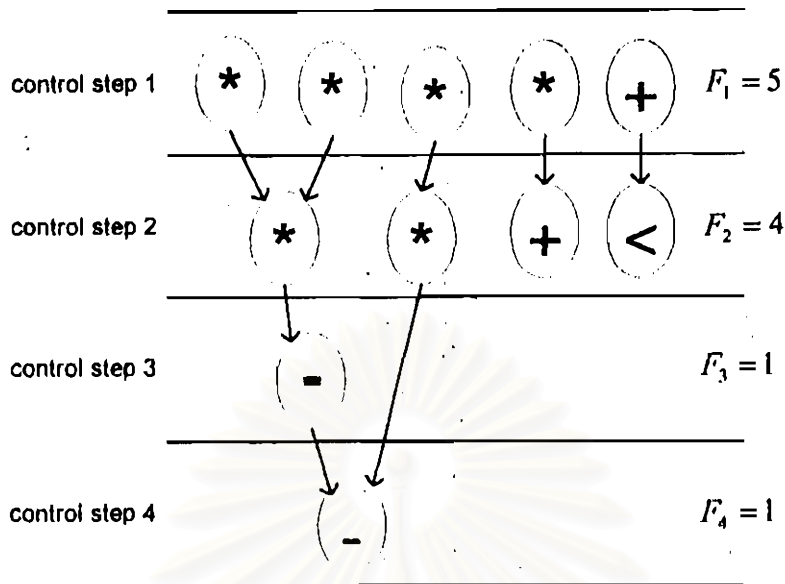 control step 1 * * * * + F₁ = 5
control step 2 * * + < F₂ = 4
control step 3 - F₃ = 1
control step 4 - F₄ = 1